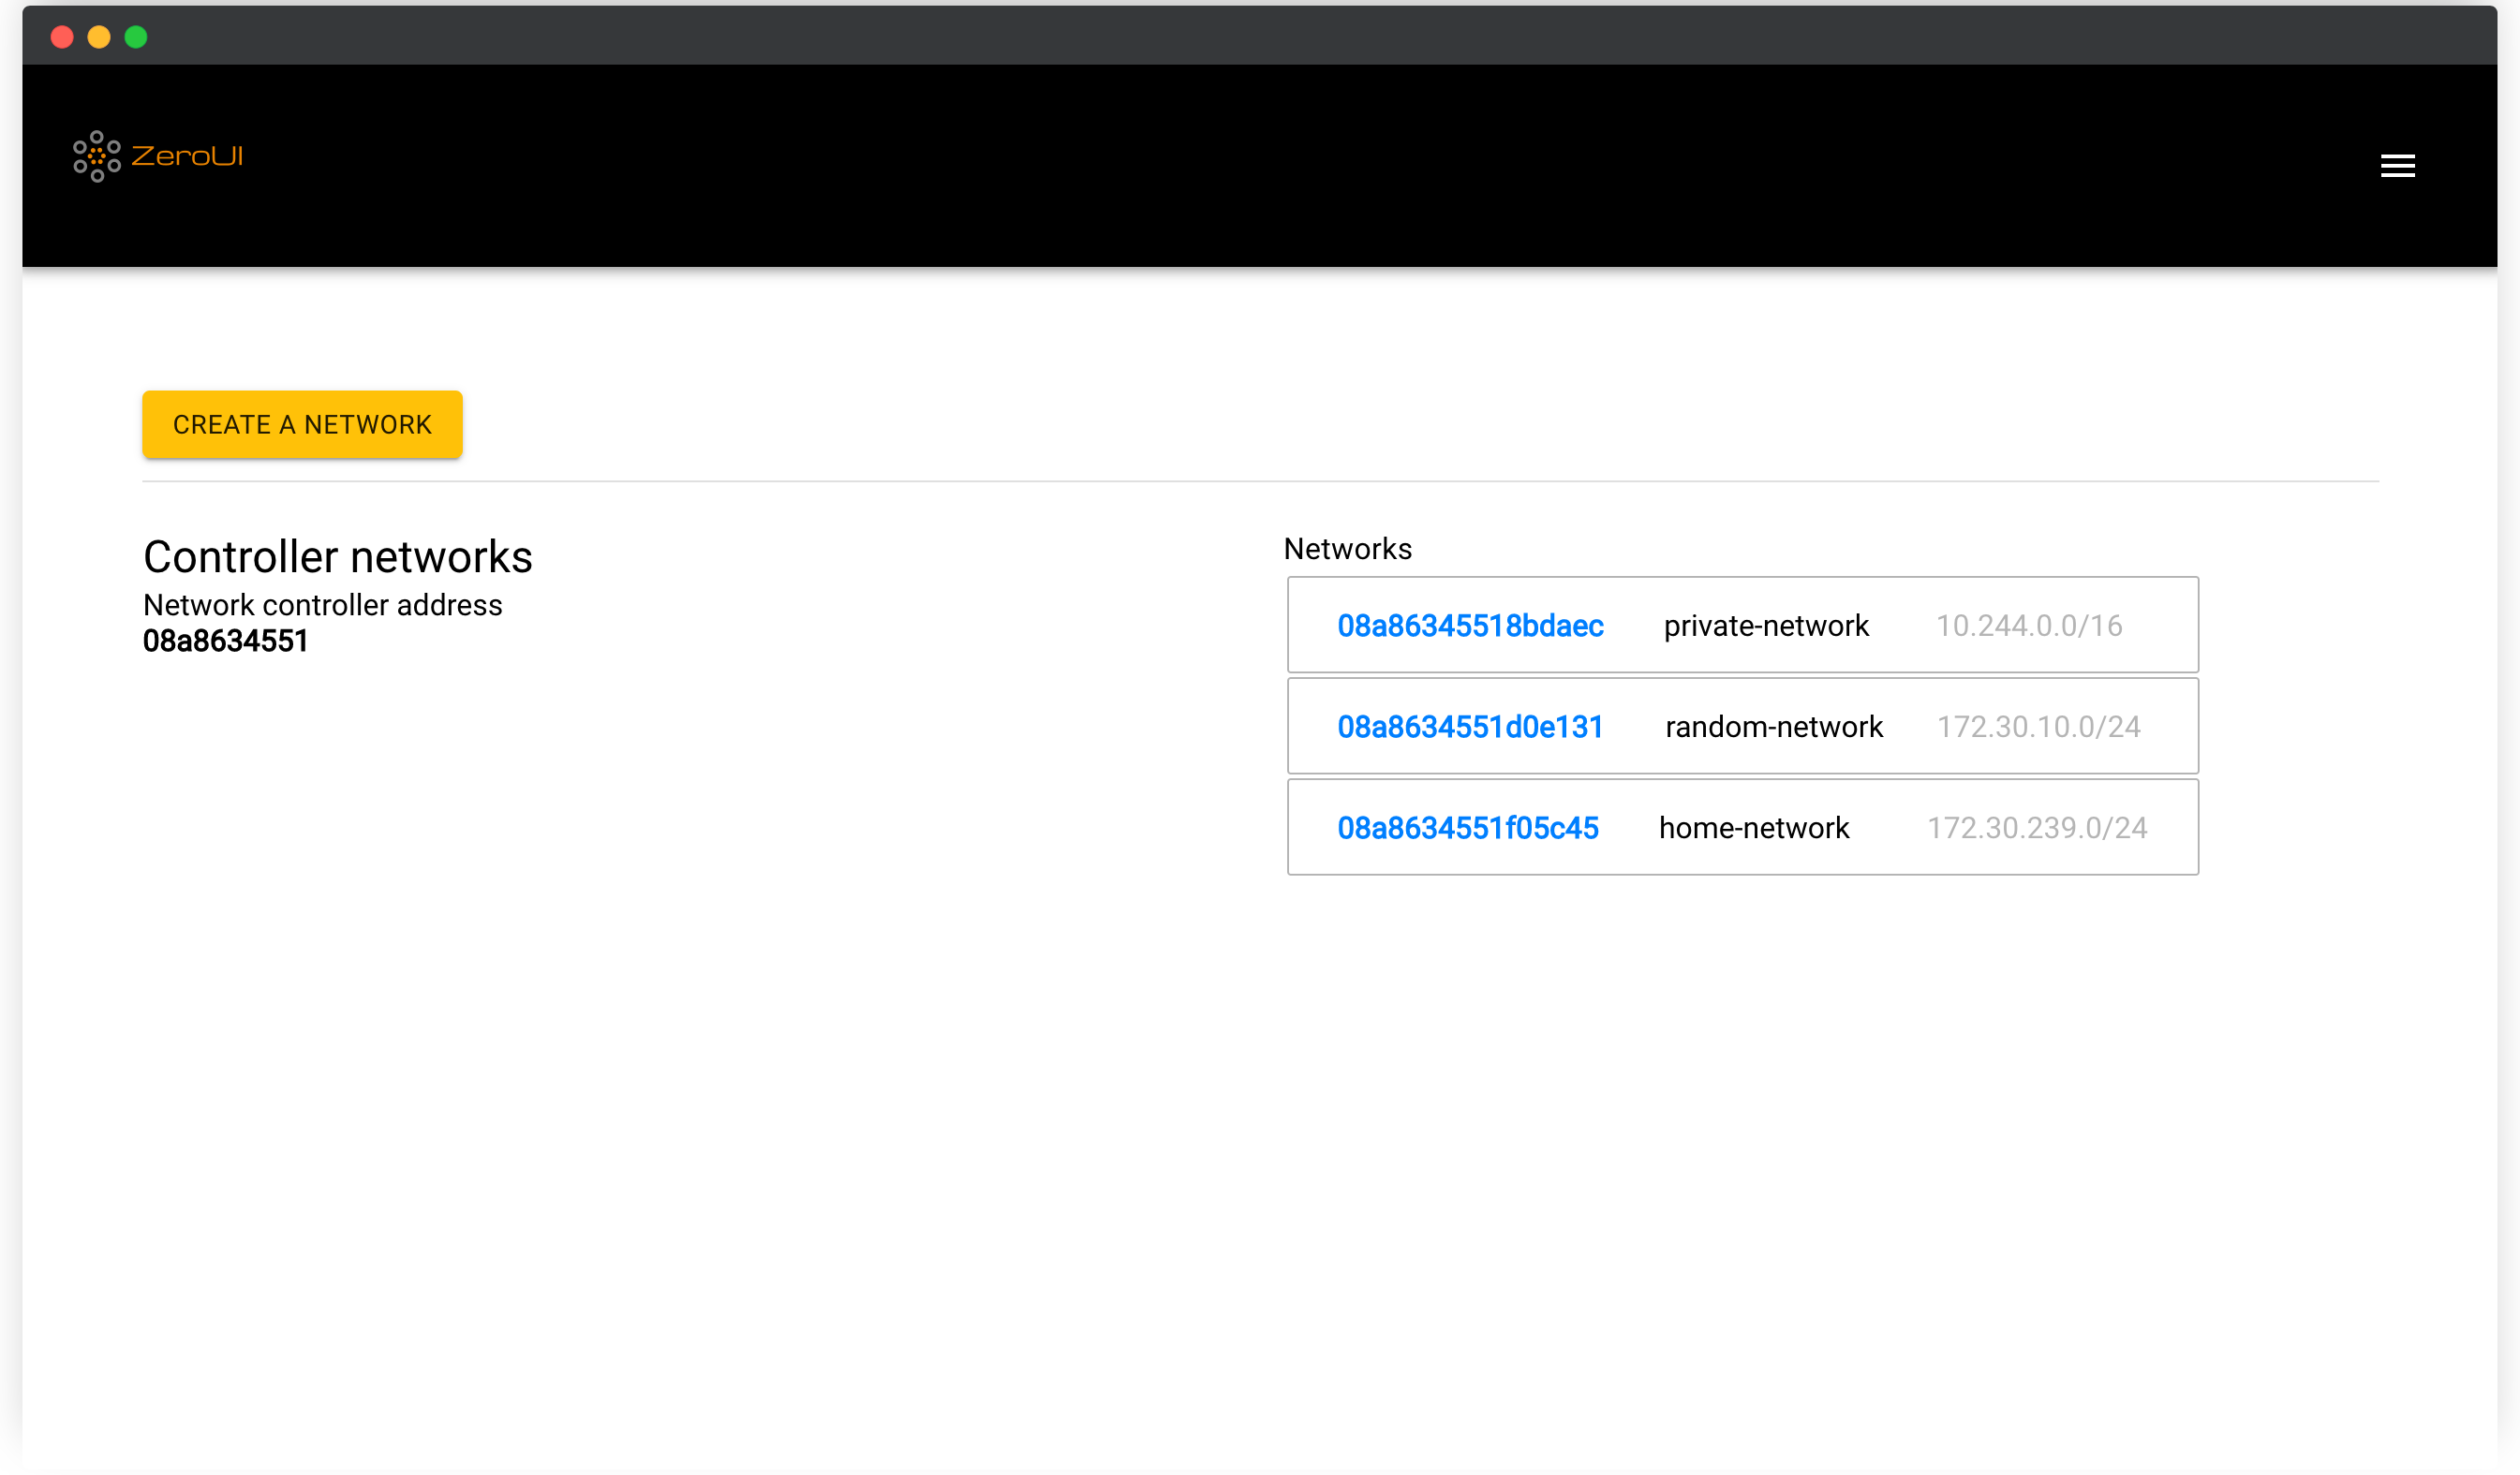 ZeroUI
CREATE A NETWORK
Controller networks
Network controller address
08a8634551
Networks
08a86345518bdaec private-network 10.244.0.0/16
08a8634551d0e131 random-network 172.30.10.0/24
08a8634551f05c45 home-network 172.30.239.0/24